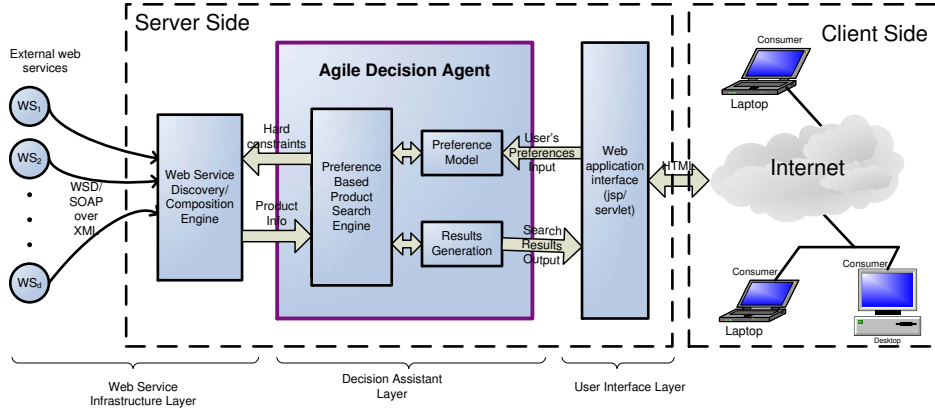 Server Side
Client Side
External web
services
WS1
WS2
WSd
WSD/
SOAP
over
XML
Web Service
Discovery/
Composition
Engine
Hard
constraints
Product
Info
Agile Decision Agent
Preference
Based
Product
Search
Engine
Preference
Model
Results
Generation
User's
Preferences
Input
Search
Results
Output
Web
application
interface
(jsp/
servlet)
HTML
Consumer
Laptop
Internet
Consumer
Laptop
Consumer
Desktop
Web Service
Infrastructure Layer
Decision Assistant
Layer
User Interface Layer